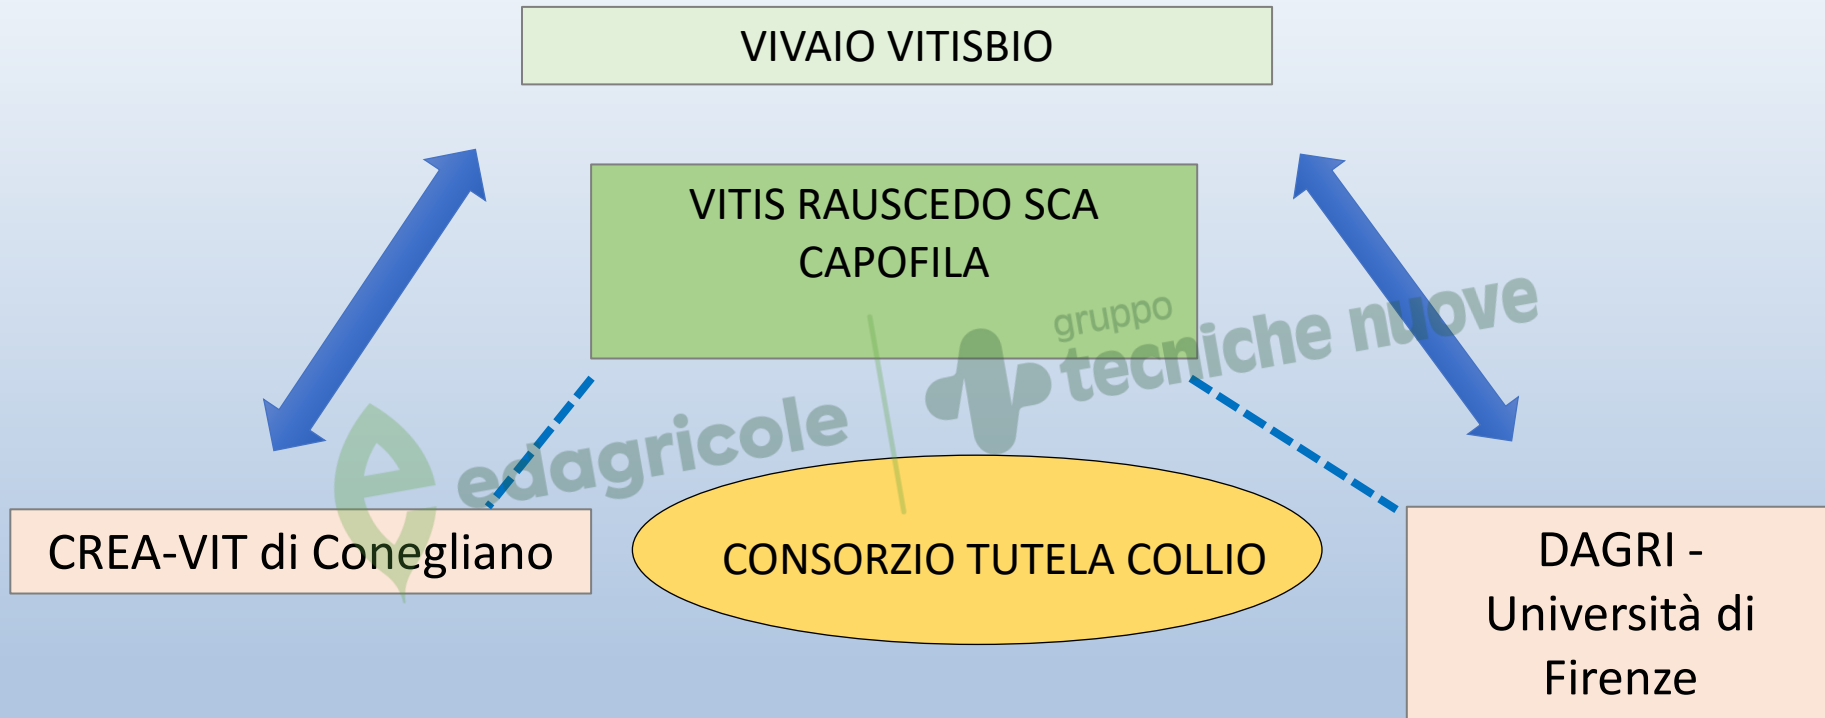 VIVAIO VITISBIO
VITIS RAUSCEDO SCA
CAPOFILA
gruppo
tecniche nuove
edagricole
CREA-VIT di Conegliano
CONSORZIO TUTELA COLLIO
DAGRI -
Università di
Firenze